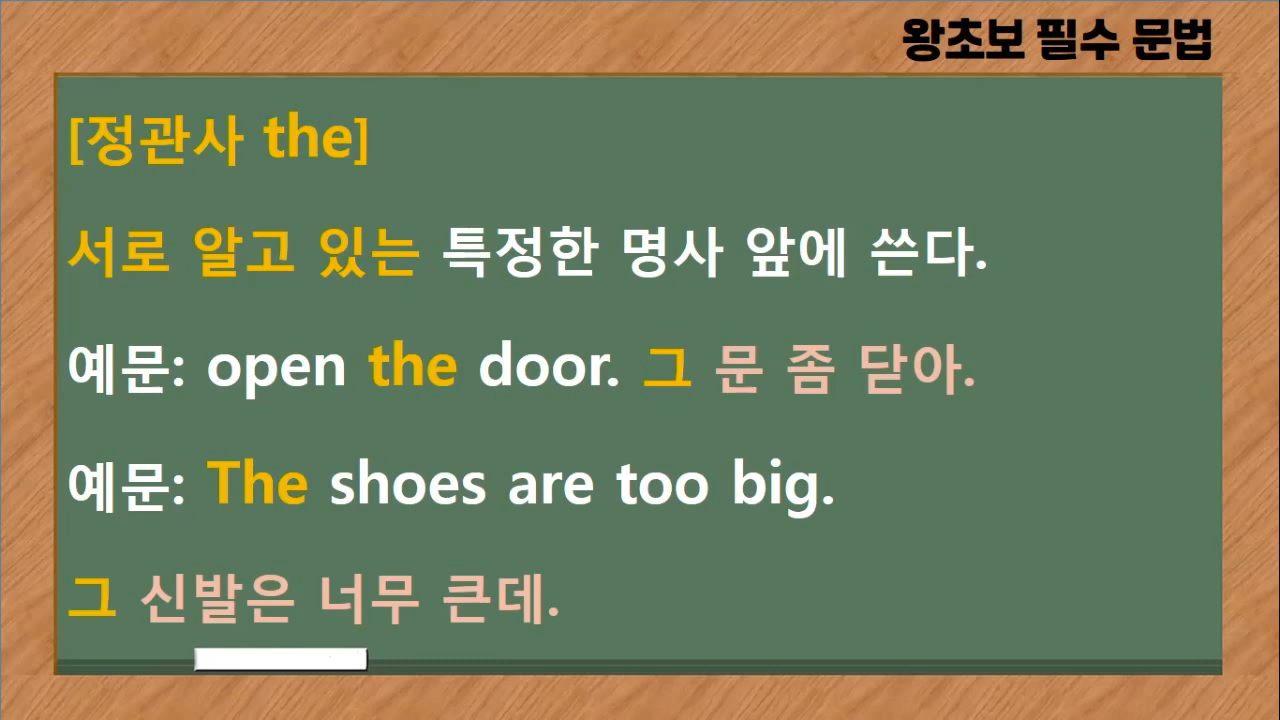 왕초보 필수 문법
[정관사 the]
서로 알고 있는 특정한 명사 앞에 쓴다.
예문: open the door. 그 문 좀 닫아.
예문: The shoes are too big.
그 신발은 너무 큰데.